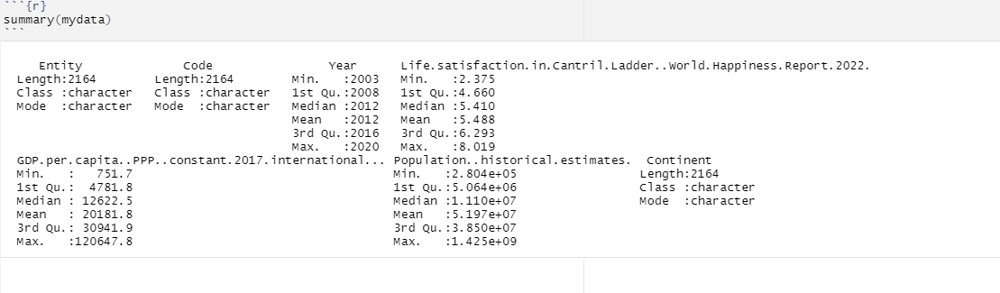 ```{r}
summary(mydata)
```
Entity Code Year Life.satisfaction.in.Cantril.Ladder..World.Happiness.Report.2022.
Length:2164 Length:2164 Min. :2003 Min. :2.375
Class :character Class :character 1st Qu.:2008 1st Qu.:4.660
Mode :character Mode :character Median :2012 Median :5.410
Mean :2012 Mean :5.488
3rd Qu.:2016 3rd Qu.:6.293
Max. :2020 Max. :8.019
GDP.per.capita..PPP..constant.2017.international... Population..historical.estimates. Continent
Min. : 751.7 Min. :2.804e+05 Length:2164
1st Qu.: 4781.8 1st Qu.:5.064e+06 Class :character
Median : 12622.5 Median :1.110e+07 Mode :character
Mean : 20181.8 Mean :5.197e+07
3rd Qu.: 30941.9 3rd Qu.:3.850e+07
Max. :120647.8 Max. :1.425e+09